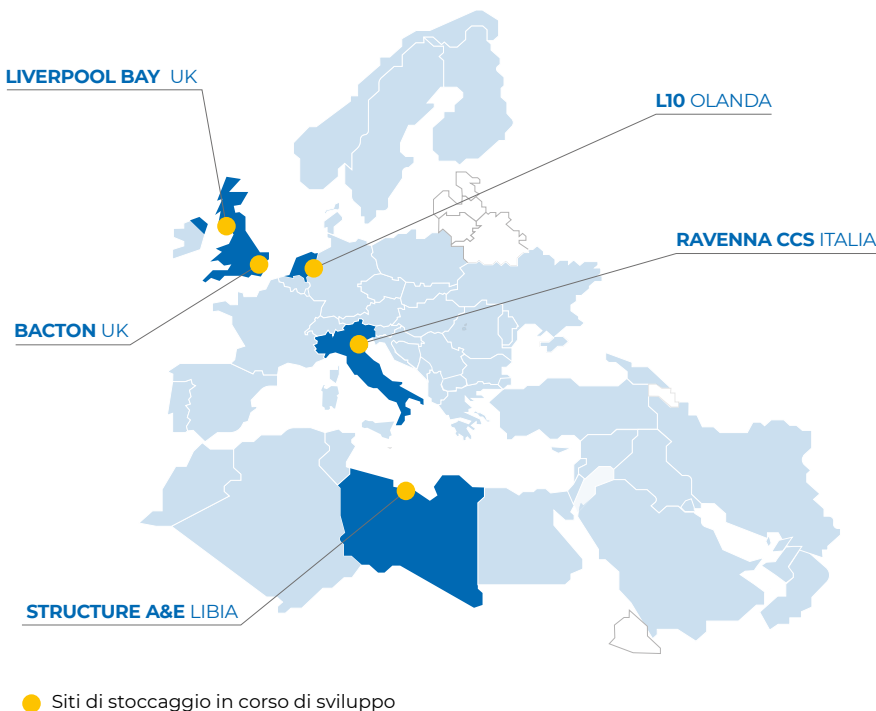 LIVERPOOL BAY UK
L10 OLANDA
RAVENNA CCS ITALIA
BACTON UK
STRUCTURE A&E LIBIA
Siti di stoccaggio in corso di sviluppo